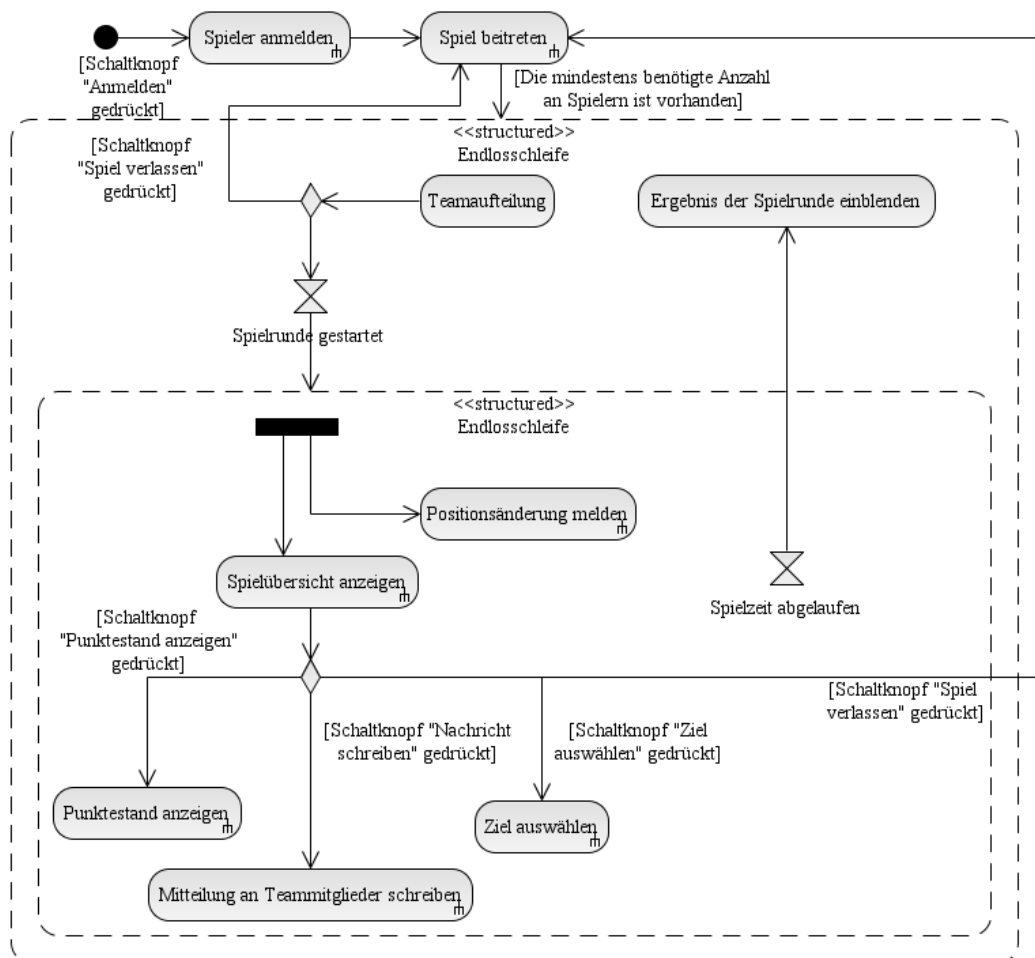 Spieler anmelden
Spiel beitreten
[Schaltknopf
"Anmelden"
gedrückt]
[Die mindestens benötigte Anzahl
an Spielern ist vorhanden]
<<structured>>
Endlosschleife
[Schaltknopf
"Spiel verlassen"
gedrückt]
Teamaufteilung
Ergebnis der Spielrunde einblenden
Spielrunde gestartet
<<structured>>
Endlosschleife
Positionsänderung melden
Spielübersicht anzeigen
Spielzeit abgelaufen
[Schaltknopf
"Punktestand anzeigen"
gedrückt]
[Schaltknopf "Nachricht
schreiben" gedrückt]
[Schaltknopf "Ziel
auswählen" gedrückt]
[Schaltknopf "Spiel
verlassen" gedrückt]
Punktestand anzeigen
Ziel auswählen
Mitteilung an Teammitglieder schreiben